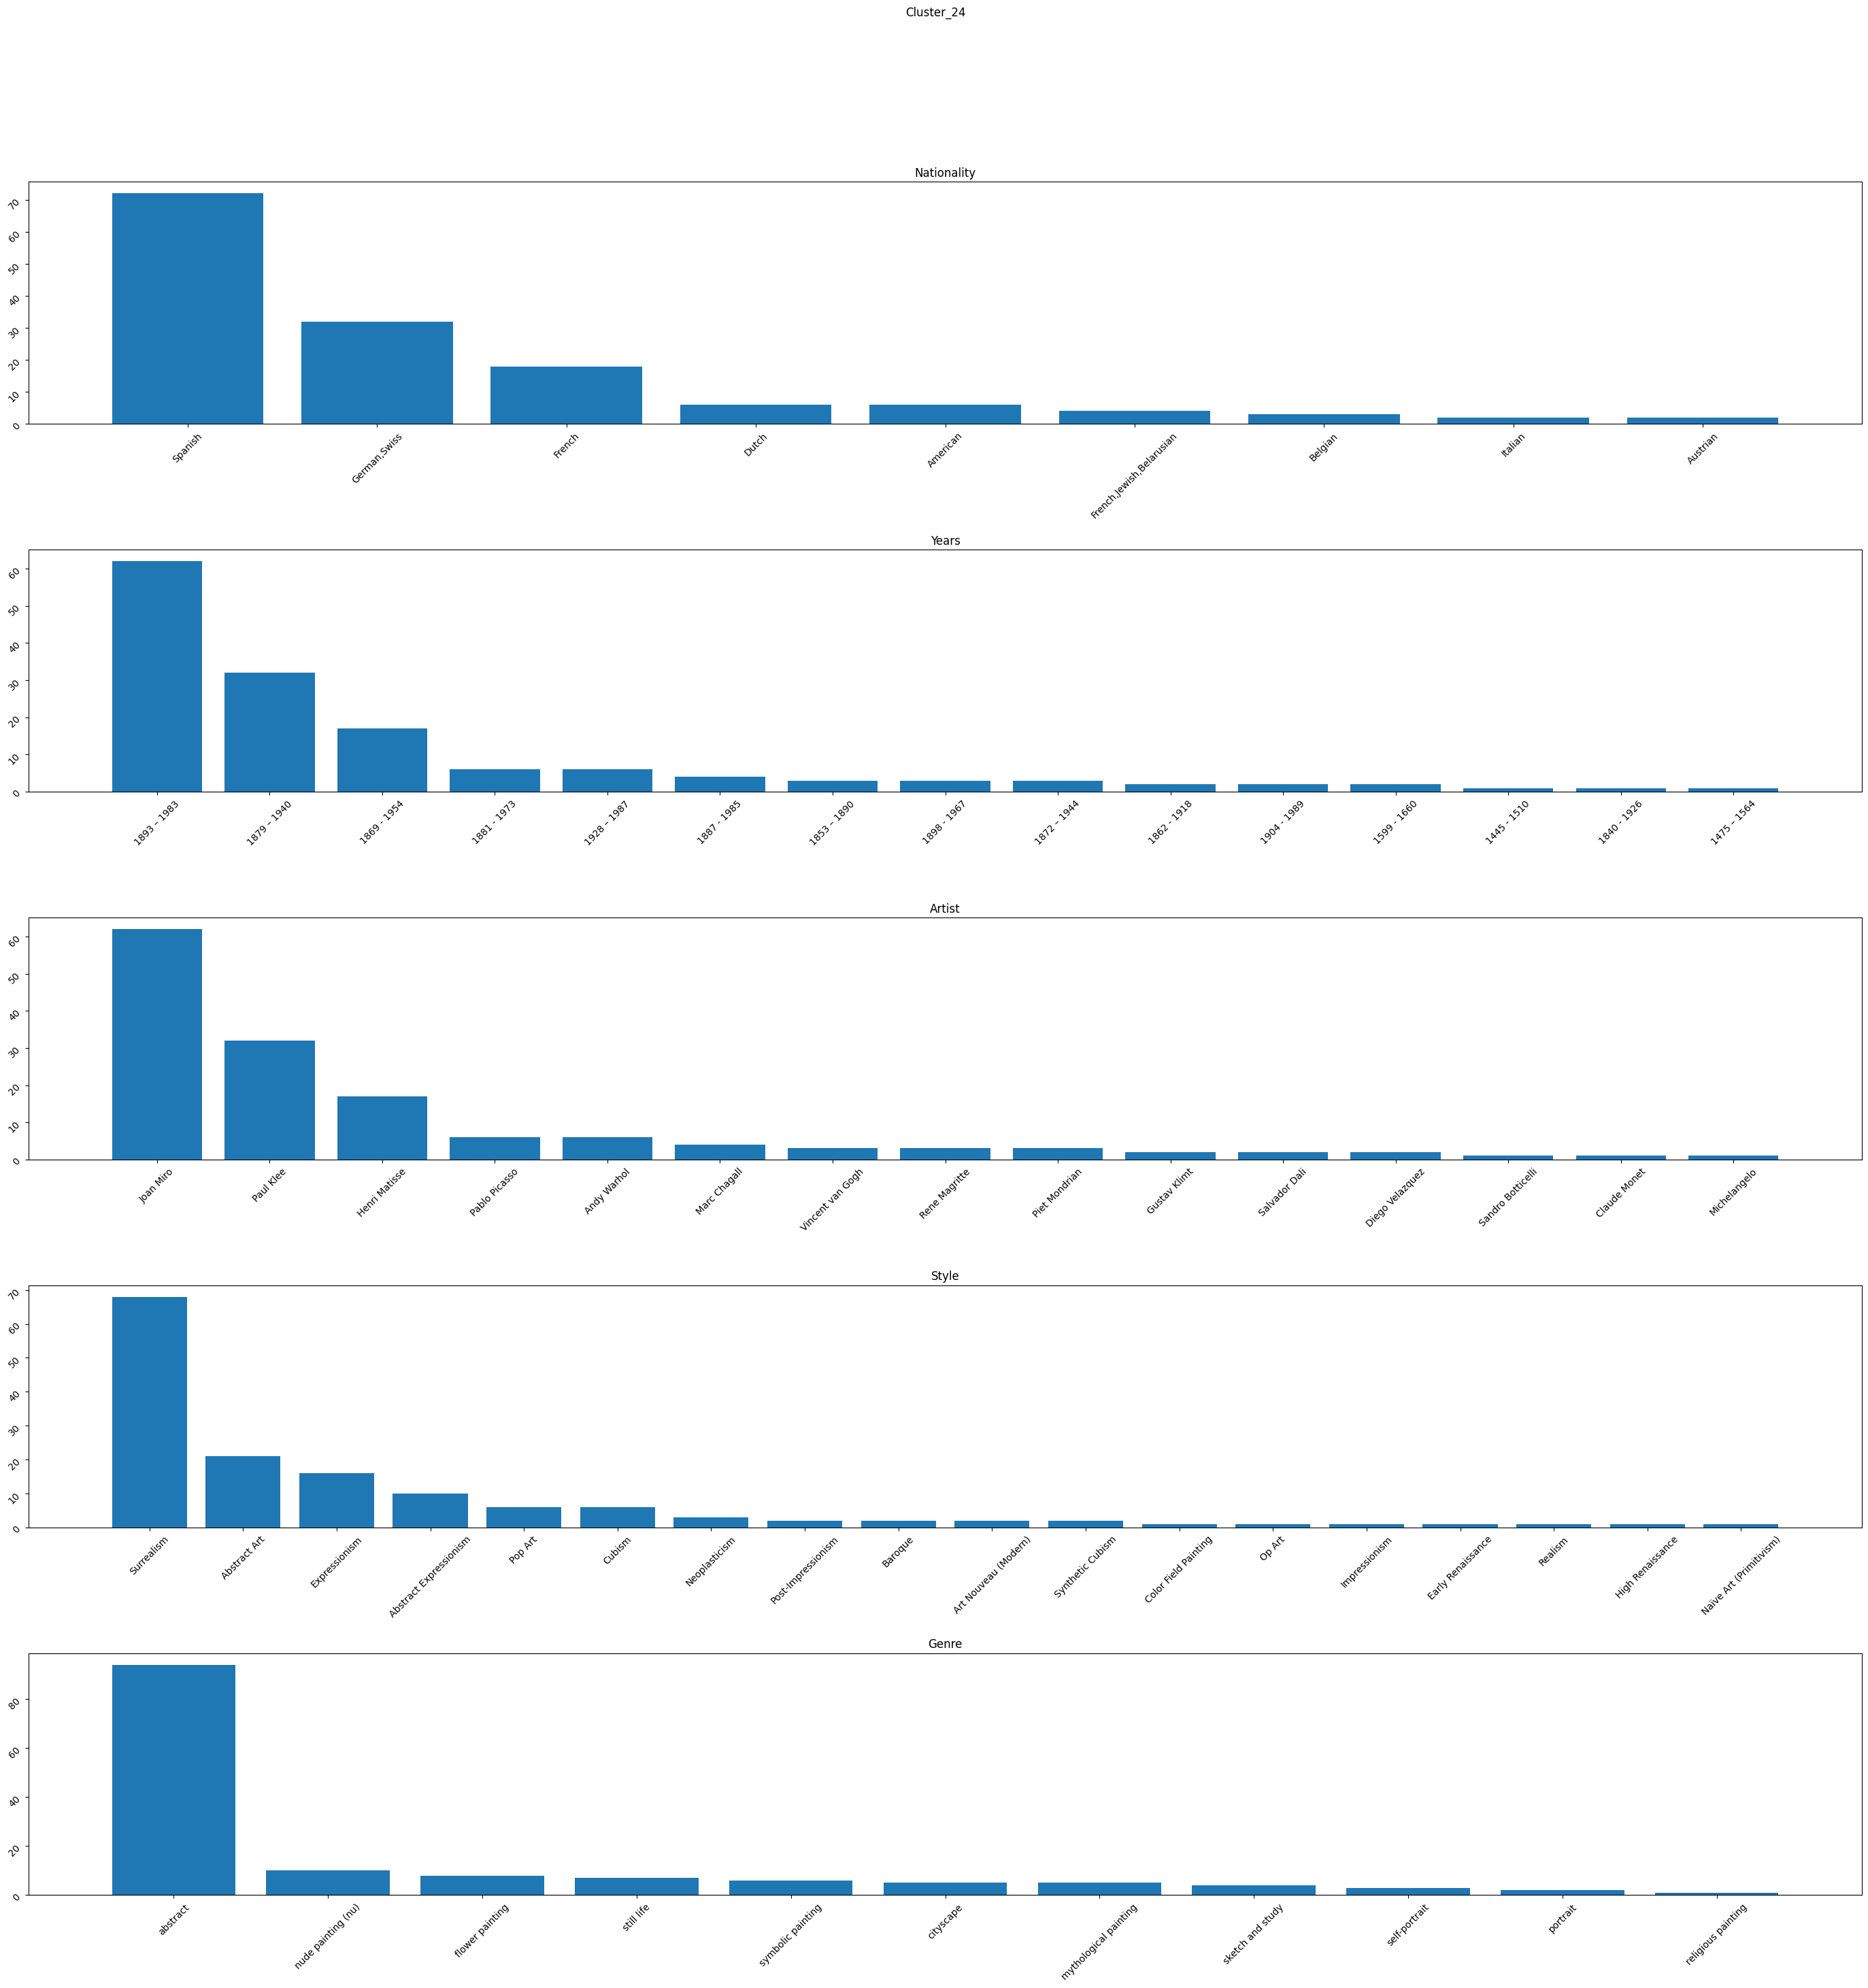 Cluster_24
Nationality
70
60
50
40
30
20
10
0
Spanish
German,Swiss
French
Dutch
American
French,Jewish,Belarusian
Belgian
Italian
Austrian
Years
60
50
40
30
20
10
0
1893 - 1983
1879 - 1940
1869 - 1954
1881 - 1973
1928 - 1987
1887 - 1985
1853 - 1890
1898 - 1967
1872 - 1944
1862 - 1918
1904 - 1989
1599 - 1660
1445 - 1510
1840 - 1926
1475 - 1564
Artist
60
50
40
30
20
10
0
Joan Miro
Paul Klee
Henri Matisse
Pablo Picasso
Andy Warhol
Marc Chagall
Vincent van Gogh
Rene Magritte
Piet Mondrian
Gustav Klimt
Salvador Dali
Diego Velazquez
Sandro Botticelli
Claude Monet
Michelangelo
Style
70
60
50
40
30
20
10
0
Surrealism
Abstract Art
Expressionism
Abstract Expressionism
Pop Art
Cubism
Neoplasticism
Post-Impressionism
Baroque
Art Nouveau (Modern)
Synthetic Cubism
Color Field Painting
Op Art
Impressionism
Early Renaissance
Realism
High Renaissance
Naïve Art (Primitivism)
Genre
80
60
40
20
0
abstract
nude painting (nu)
flower painting
still life
symbolic painting
cityscape
mythological painting
sketch and study
self-portrait
portrait
religious painting